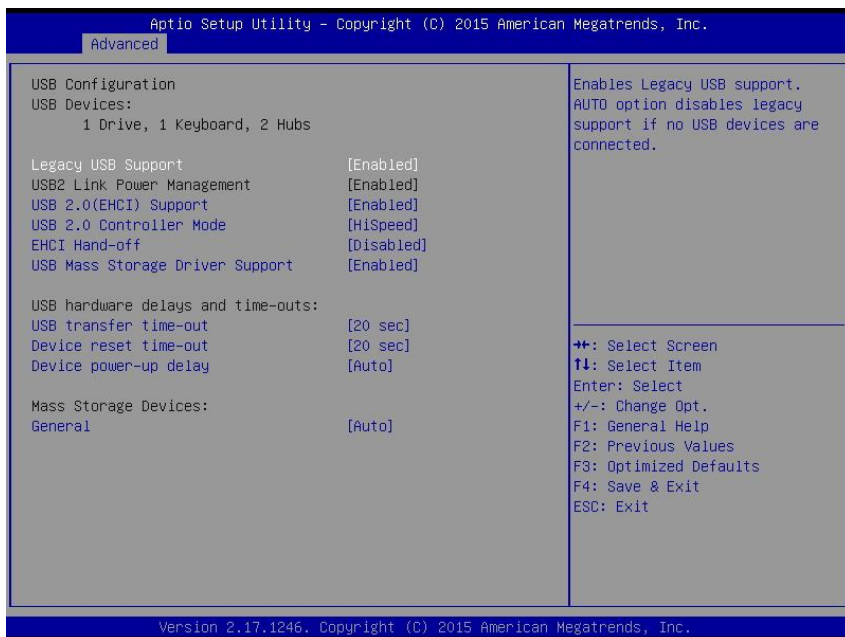 Aptio Setup Utility – Copyright (C) 2015 American Megatrends, Inc.
Advanced
USB Configuration
USB Devices:
1 Drive, 1 Keyboard, 2 Hubs
Legacy USB Support [Enabled]
USB2 Link Power Management [Enabled]
USB 2.0(EHCI) Support [Enabled]
USB 2.0 Controller Mode [HiSpeed]
EHCI Hand-off [Disabled]
USB Mass Storage Driver Support [Enabled]
USB hardware delays and time-outs:
USB transfer time-out [20 sec]
Device reset time-out [20 sec]
Device power-up delay [Auto]
Mass Storage Devices:
General [Auto]
Enables Legacy USB support.
AUTO option disables legacy
support if no USB devices are
connected.
→←: Select Screen
↑↓: Select Item
Enter: Select
+/-: Change Opt.
F1: General Help
F2: Previous Values
F3: Optimized Defaults
F4: Save & Exit
ESC: Exit
Version 2.17.1246. Copyright (C) 2015 American Megatrends, Inc.